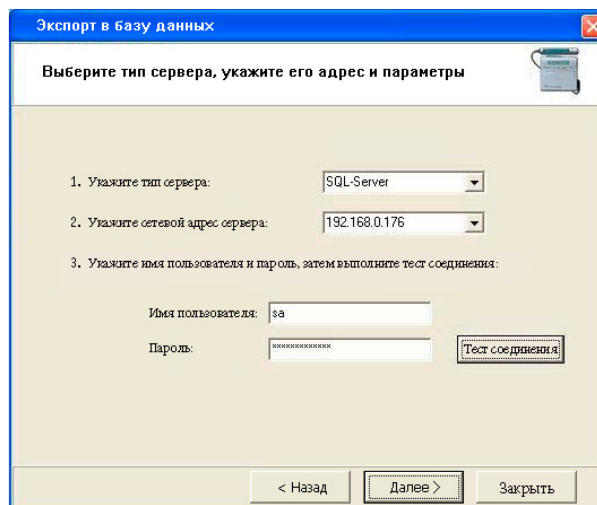 Экспорт в базу данных
Выберите тип сервера, укажите его адрес и параметры
1. Укажите тип сервера: SQL-Server
2. Укажите сетевой адрес сервера: 192.168.0.176
3. Укажите имя пользователя и пароль, затем выполните тест соединения:
Имя пользователя: sa
Пароль: ************* Тест соединения
< Назад Далее > Закрыть